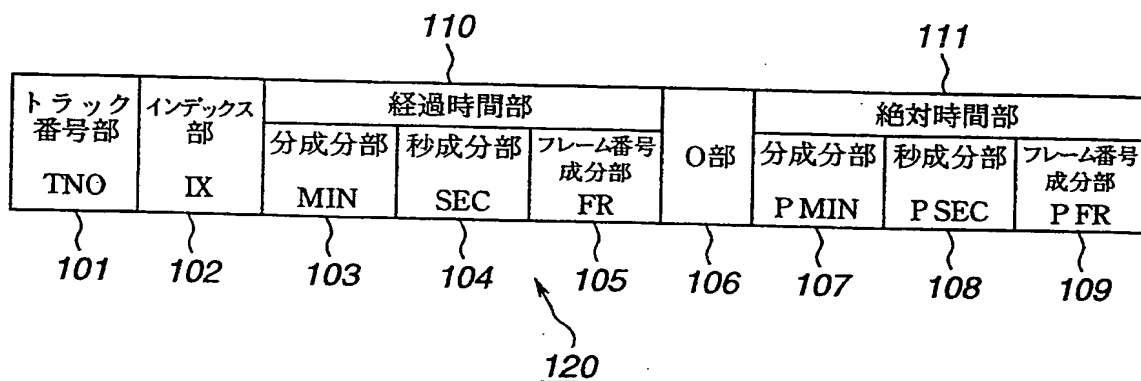 110
111
トラック
番号部
TNO
インデックス
部
IX
経過時間部
分成分部
MIN
秒成分部
SEC
フレーム番号
成分部
FR
O部
絶対時間部
分成分部
P MIN
秒成分部
P SEC
フレーム番号
成分部
P FR
101
102
103
104
105
106
107
108
109
120